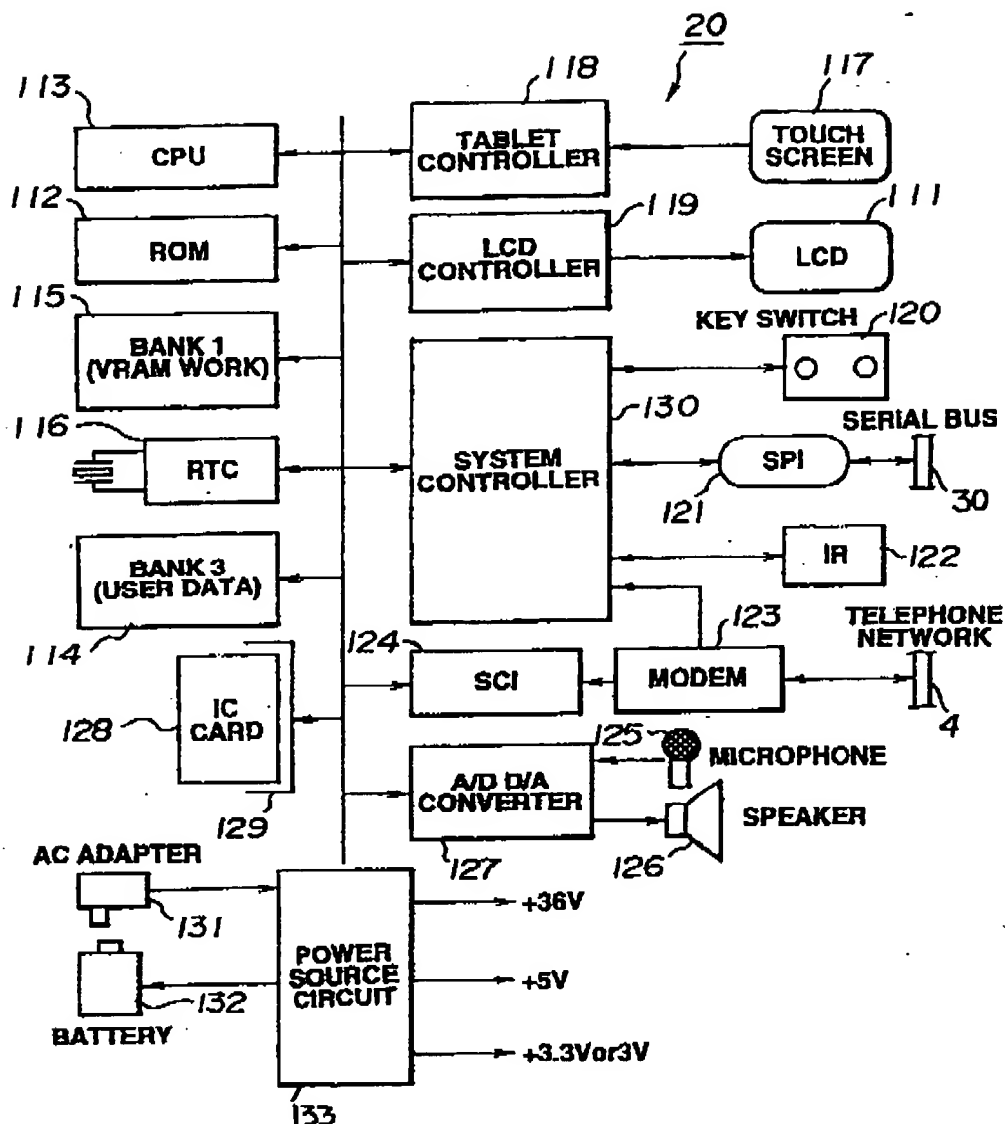 20
113
118
117
CPU
TABLET
CONTROLLER
TOUCH
SCREEN
112
119
111
ROM
LCD
CONTROLLER
LCD
115
KEY SWITCH
120
BANK 1
(VRAM WORK)
130
116
SERIAL BUS
RTC
SYSTEM
CONTROLLER
SPI
121
30
BANK 3
(USER DATA)
IR
122
114
124
123
TELEPHONE
NETWORK
SCI
MODEM
4
128
IC
CARD
125
MICROPHONE
A/D D/A
CONVERTER
SPEAKER
129
127
126
AC ADAPTER
131
+36V
POWER
SOURCE
CIRCUIT
+5V
132
BATTERY
+3.3Vor3V
133